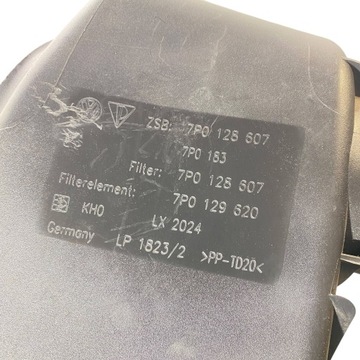 ZSB: 7P0 128 607
7P0 183
Filter: 7P0 128 607
Filterelement: 7P0 129 620
KHO LX 2024
Germany LP 1823/2 >PP-TD20<